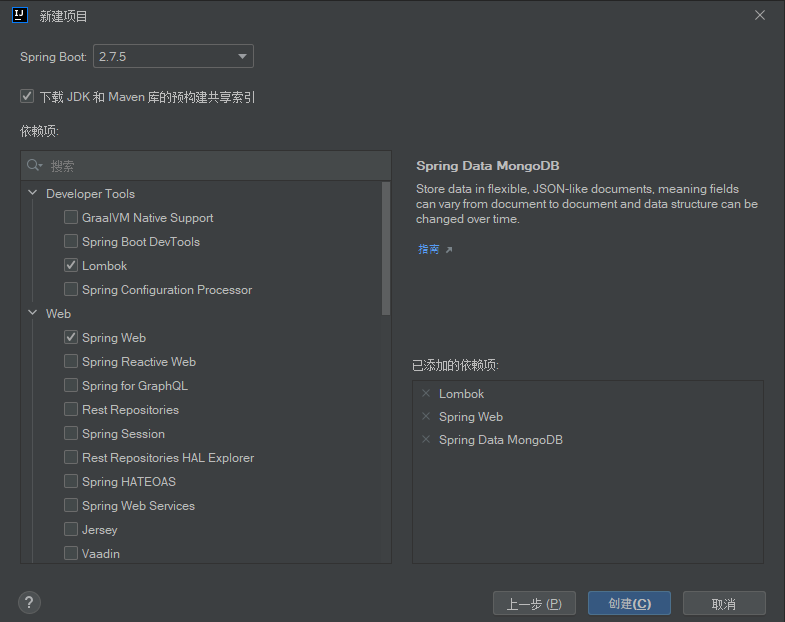 IJ 新建项目
Spring Boot: 2.7.5
下载 JDK 和 Maven 库的预构建共享索引
依赖项:
搜索
Developer Tools
GraalVM Native Support
Spring Boot DevTools
Lombok
Spring Configuration Processor
Web
Spring Web
Spring Reactive Web
Spring for GraphQL
Rest Repositories
Spring Session
Rest Repositories HAL Explorer
Spring HATEOAS
Spring Web Services
Jersey
Vaadin
Spring Data MongoDB
Store data in flexible, JSON-like documents, meaning fields
can vary from document to document and data structure can be
changed over time.
指南
已添加的依赖项:
Lombok
Spring Web
Spring Data MongoDB
?
上一步 (P)
创建(C)
取消